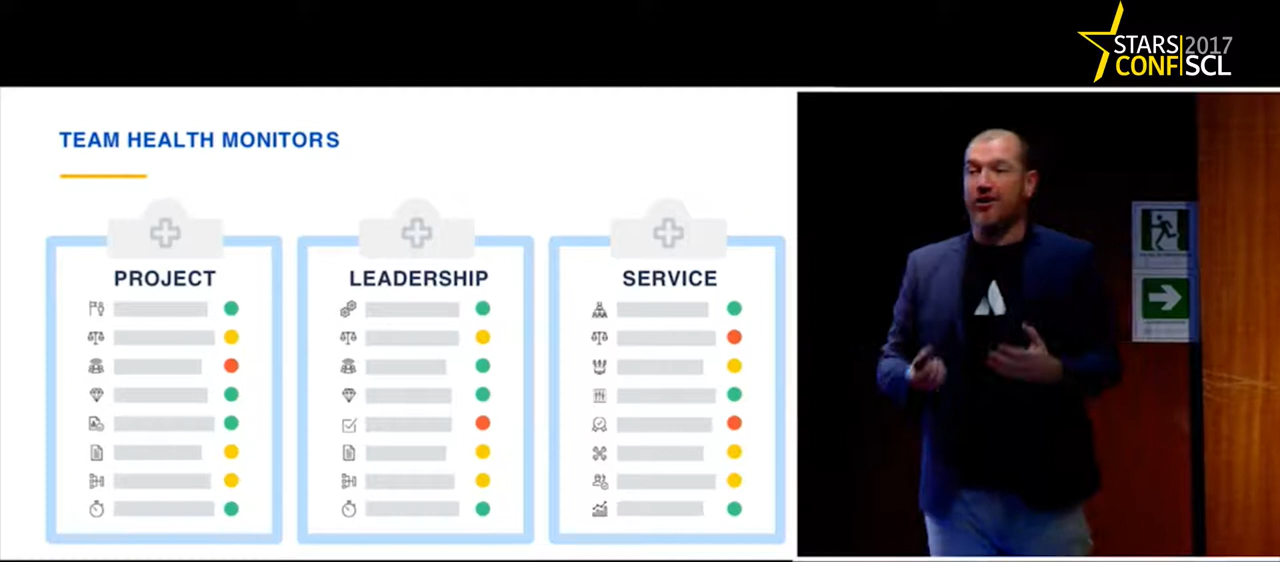 STARS 2017
CONF SCL
TEAM HEALTH MONITORS
PROJECT
LEADERSHIP
SERVICE